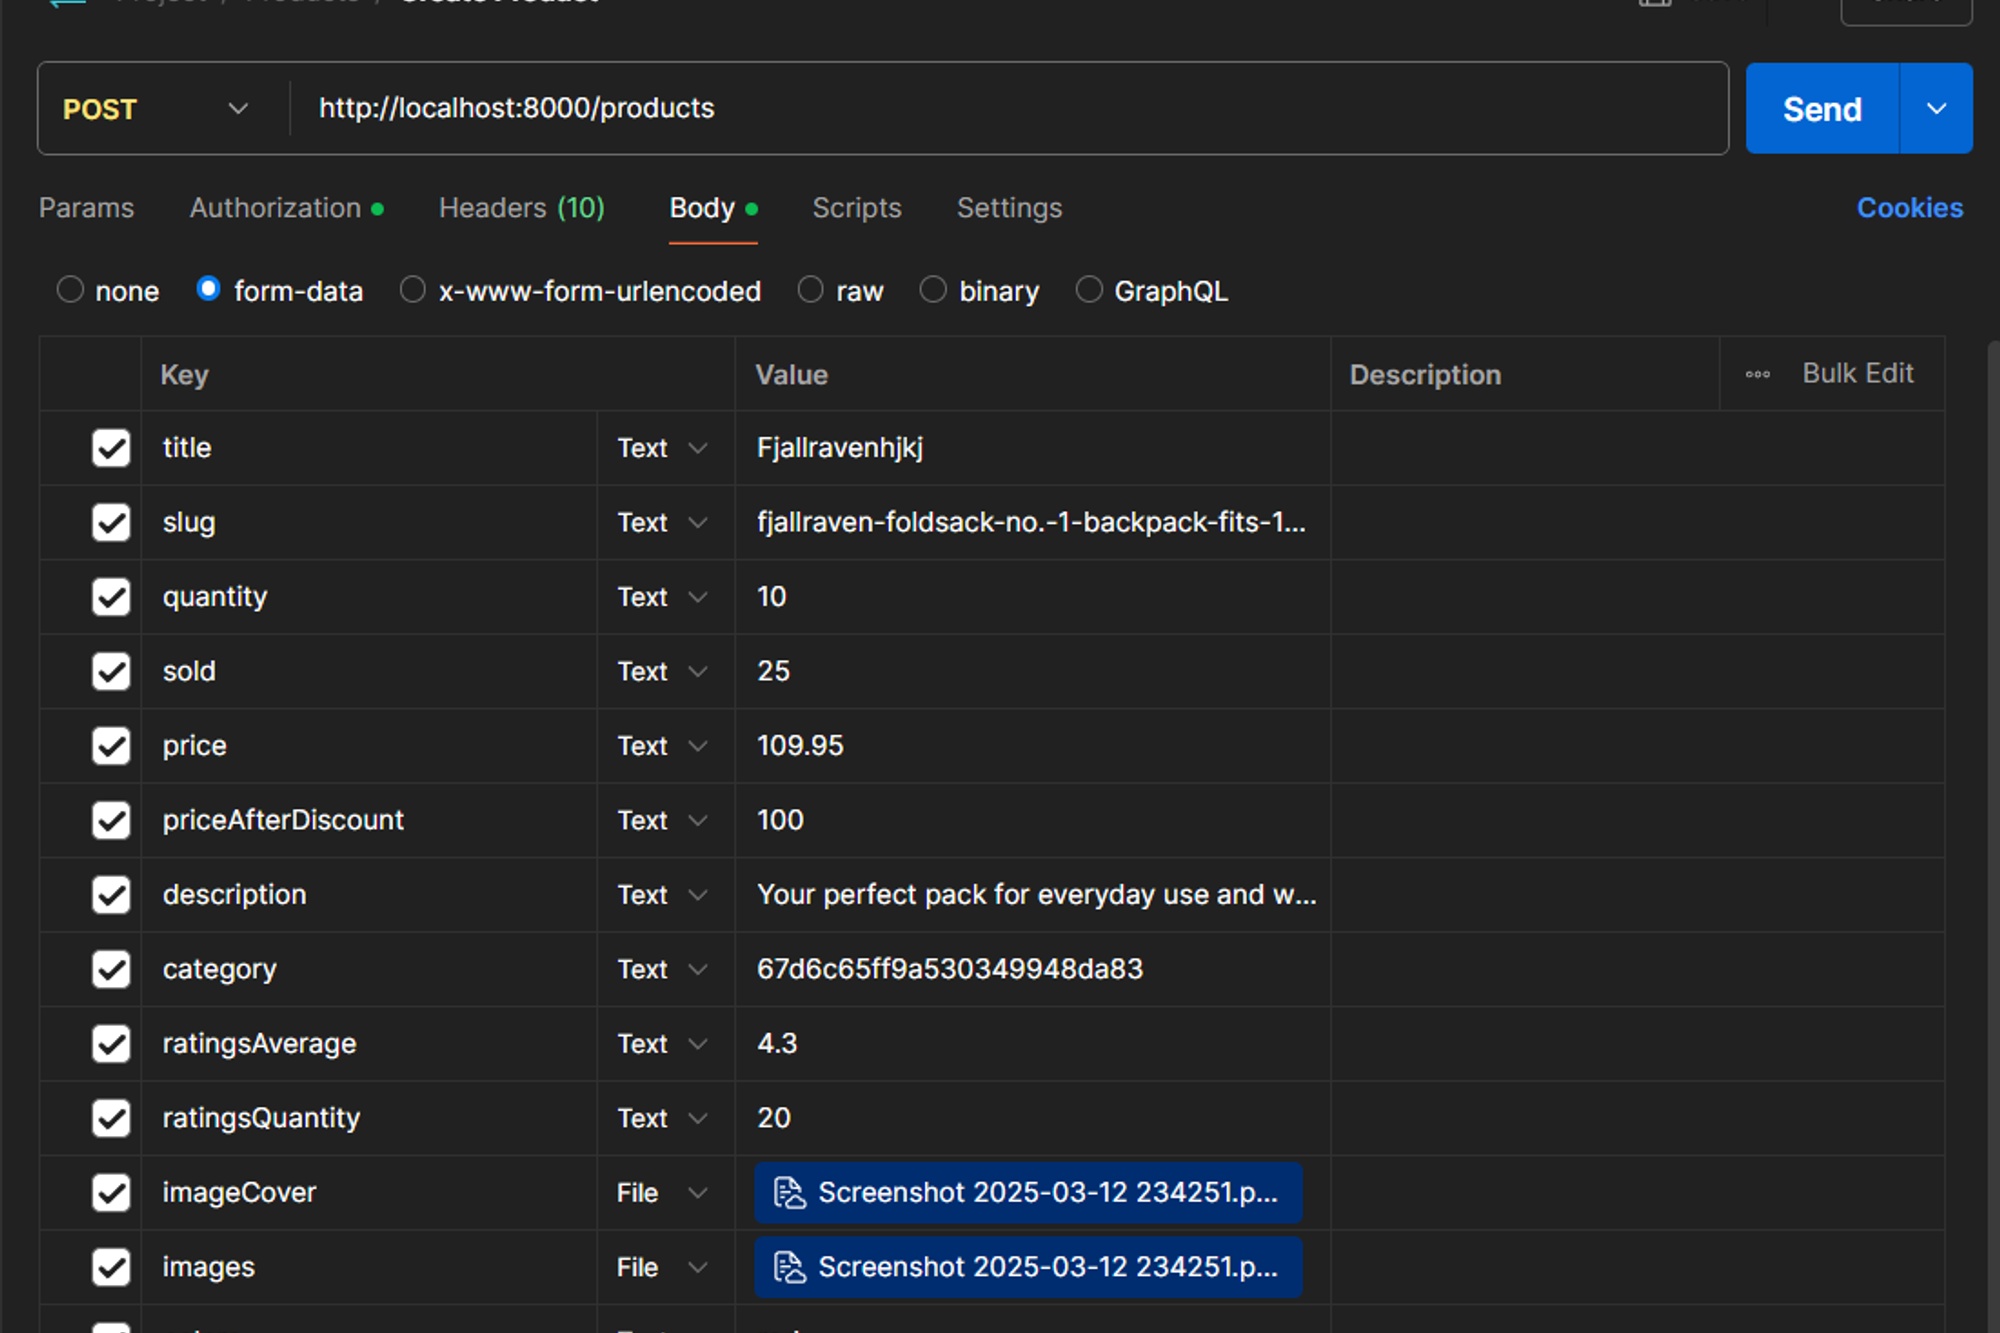 POST http://localhost:8000/products Send
Params Authorization Headers (10) Body Scripts Settings Cookies
none form-data x-www-form-urlencoded raw binary GraphQL
Key Value Description ooo Bulk Edit
title Text Fjallravenhjkj
slug Text fjallraven-foldsack-no.-1-backpack-fits-1...
quantity Text 10
sold Text 25
price Text 109.95
priceAfterDiscount Text 100
description Text Your perfect pack for everyday use and w...
category Text 67d6c65ff9a530349948da83
ratingsAverage Text 4.3
ratingsQuantity Text 20
imageCover File Screenshot 2025-03-12 234251.p...
images File Screenshot 2025-03-12 234251.p...